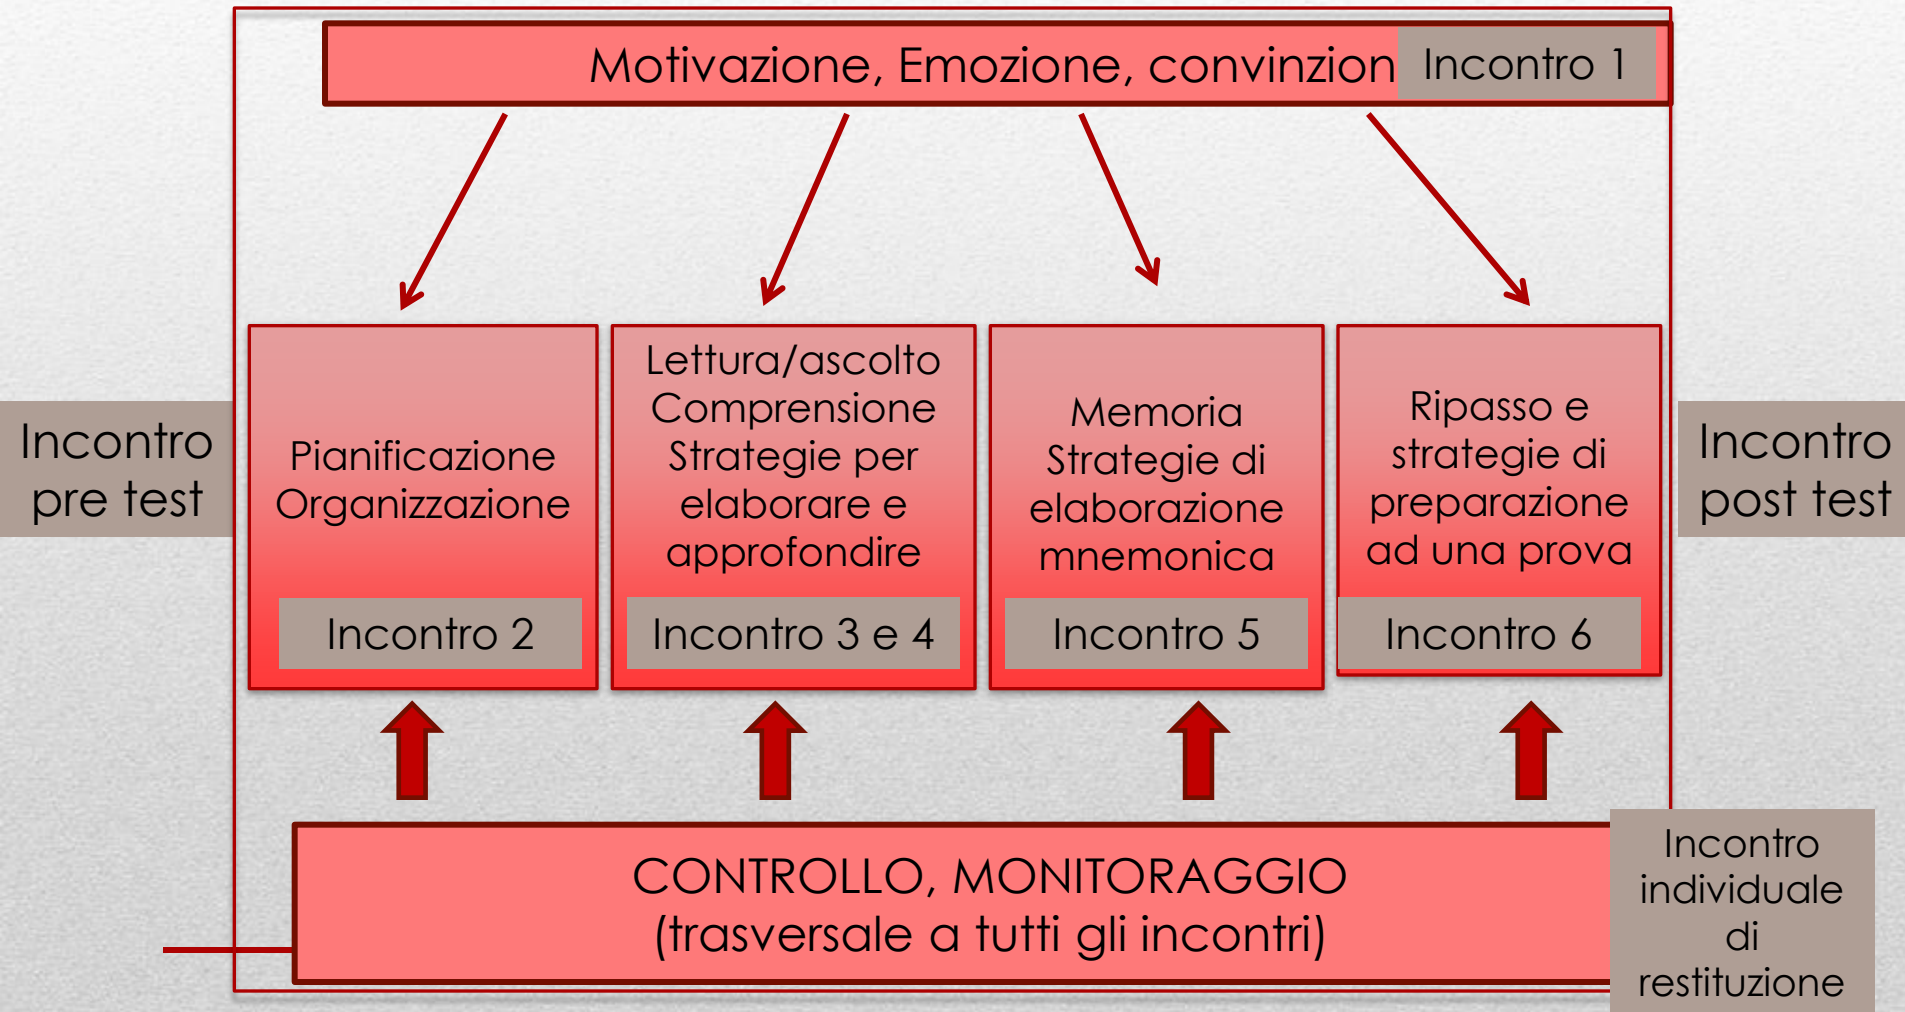 Motivazione, Emozione, convinzion
Incontro 1
Incontro
pre test
Pianificazione
Organizzazione
Incontro 2
Lettura/ascolto
Comprensione
Strategie per
elaborare e
approfondire
Incontro 3 e 4
Memoria
Strategie di
elaborazione
mnemonica
Incontro 5
Ripasso e
strategie di
preparazione
ad una prova
Incontro 6
Incontro
post test
CONTROLLO, MONITORAGGIO
(trasversale a tutti gli incontri)
Incontro
individuale
di
restituzione